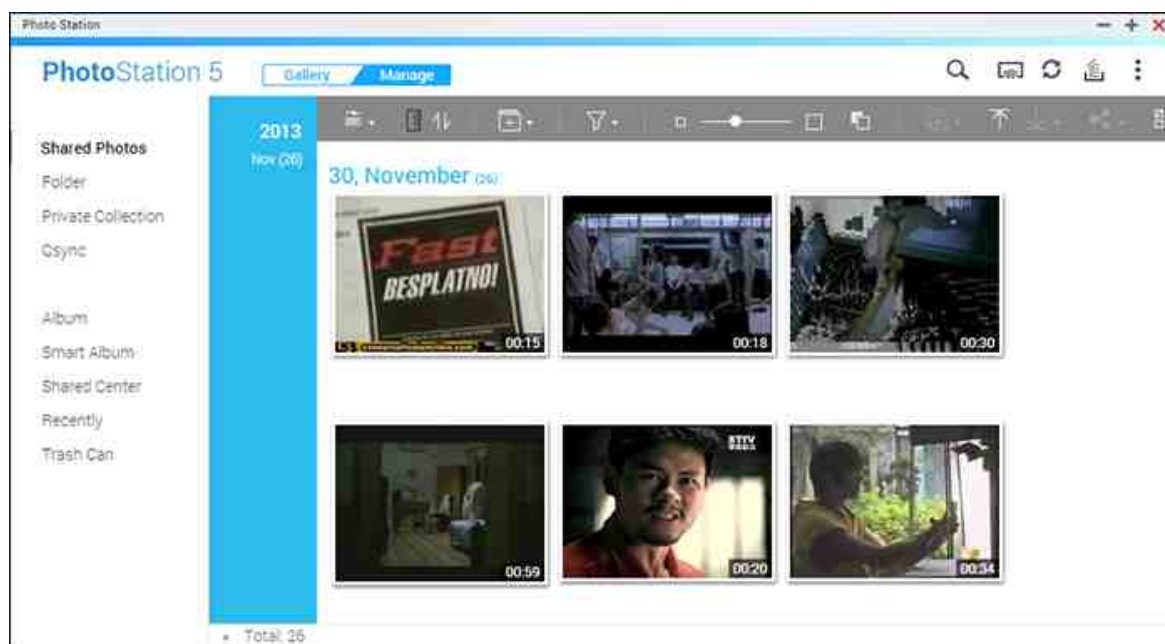 Photo Station
PhotoStation 5
Gallery
Manage
2013
Nov (26)
Shared Photos
Folder
Private Collection
Qsync
Album
Smart Album
Shared Center
Recently
Trash Can
30, November (26)
Fast
BESPLATNO!
00:15
00:18
00:30
00:59
00:20
00:34
Total: 26